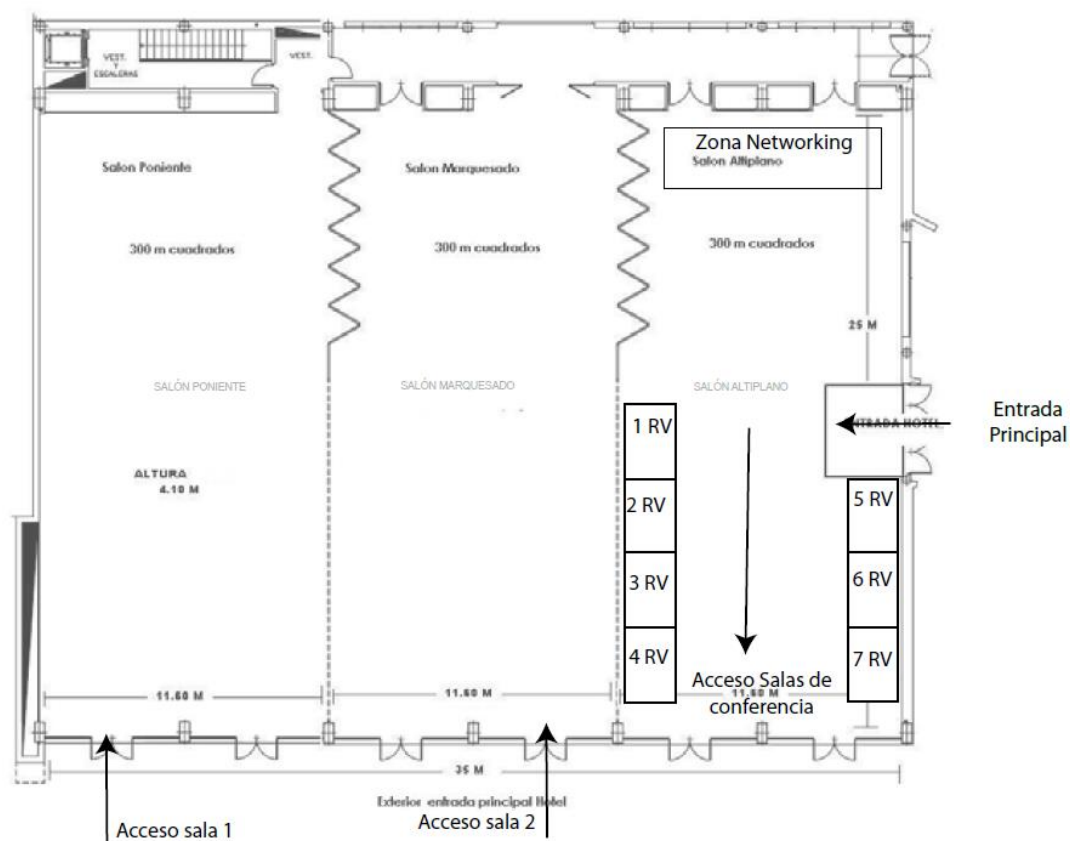 VEST.
Y
ESCALERAS
VEST.
Zona Networking
Salon Poniente
Salon Marquesado
Salon Altiplano
300 m cuadrados
300 m cuadrados
300 m cuadrados
25 M
SALÓN PONIENTE
SALÓN MARQUESADO
SALÓN ALTIPLANO
Entrada
Principal
ENTRADA HOTEL
1 RV
ALTURA
4.10 M
2 RV
5 RV
3 RV
6 RV
4 RV
7 RV
Acceso Salas de
conferencia
11.60 M
11.60 M
11.60 M
35 M
Exterior entrada principal Hotel
Acceso sala 1
Acceso sala 2